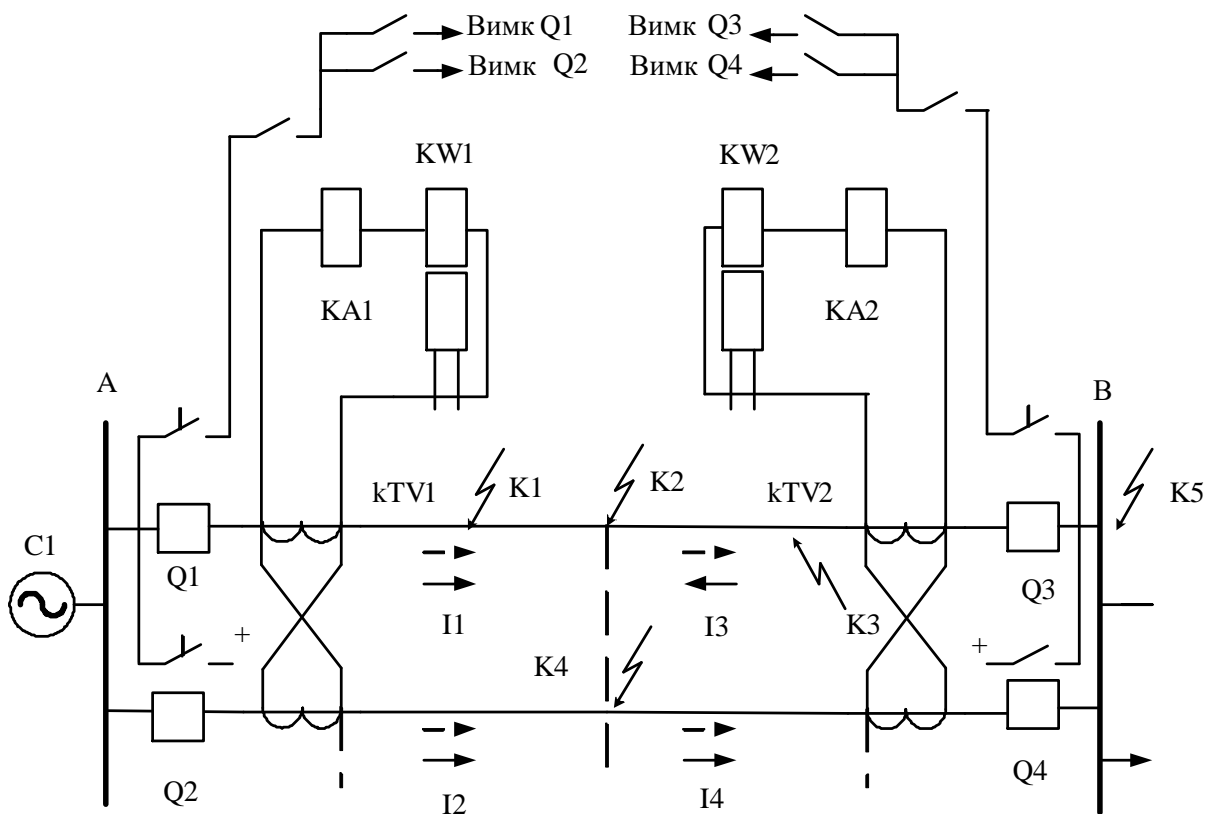 Вимк Q1
Вимк Q3
Вимк Q2
Вимк Q4
KW1
KW2
KA1
KA2
A
B
kTV1
K1
K2
kTV2
K5
C1
Q1
Q3
I1
I3
K3
+
+
K4
Q2
Q4
I2
I4